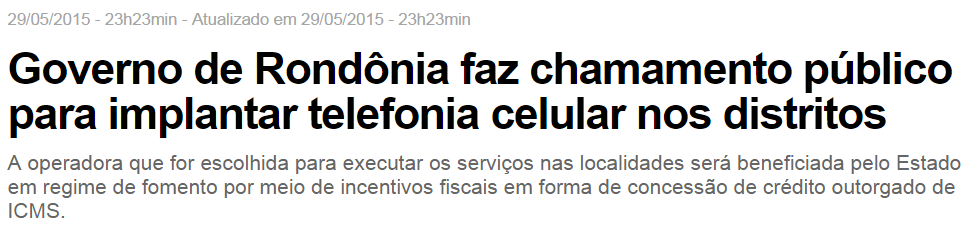 29/05/2015 - 23h23min - Atualizado em 29/05/2015 - 23h23min
Governo de Rondônia faz chamamento público
para implantar telefonia celular nos distritos
A operadora que for escolhida para executar os serviços nas localidades será beneficiada pelo Estado
em regime de fomento por meio de incentivos fiscais em forma de concessão de crédito outorgado de
ICMS.